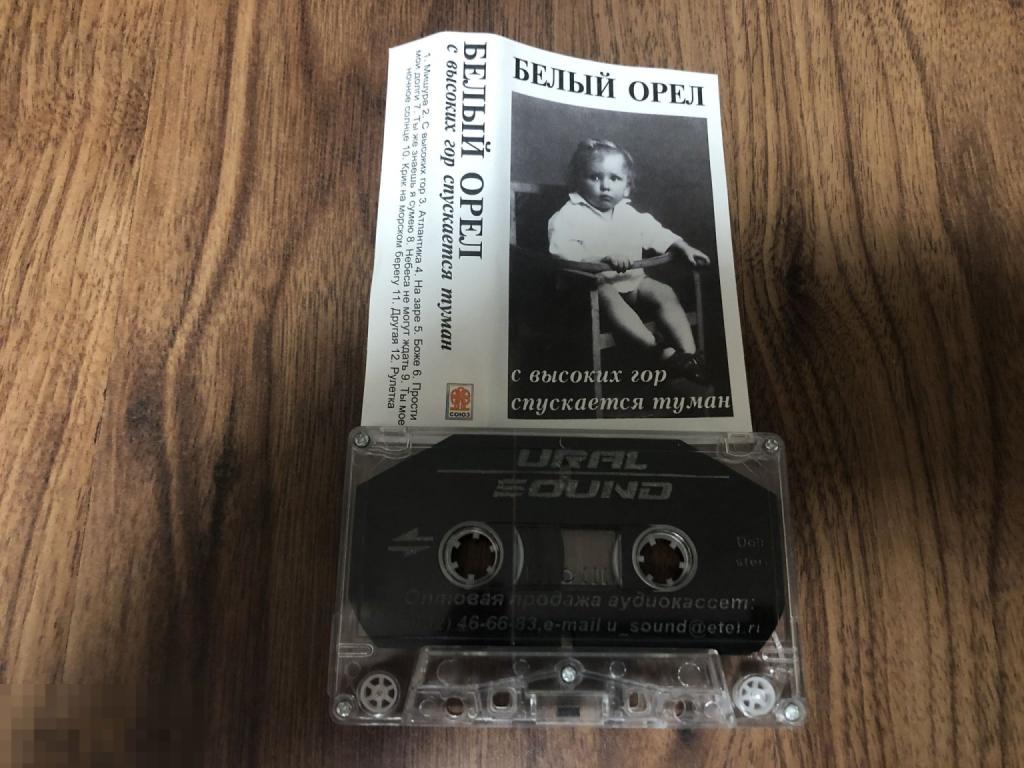 БЕЛЫЙ ОРЕЛ
с высоких гор
спускается туман
БЕЛЫЙ ОРЕЛ
с высоких гор спускается туман
1. Мишура 2. С высоких гор 3. Атлантика 4. На заре 5. Боже 6. Прости
мои долги 7. Ты же знаешь я сумею 8. Небеса не могут ждать 9. Ты мое
ночное солнце 10. Крик на морском берегу 11. Другая 12. Рулетка
СОЮЗ
URAL
SOUND
Оптовая продажа аудиокассет:
46-66-83, e-mail u_sound@etel.ru